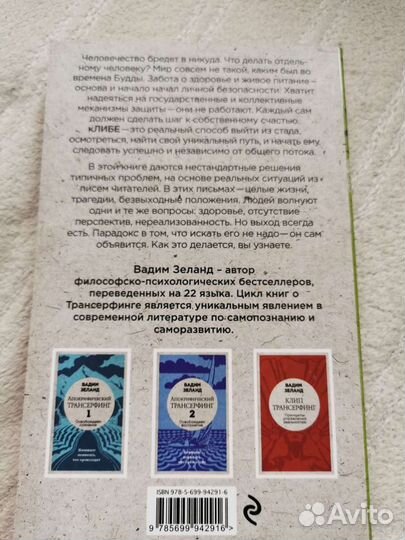 Человечество бредет в никуда. Что делать отдель-
ному человеку? Мир совсем не такой, каким был во
времена Будды. Забота о здоровье и живое питание –
основа и начало начал личной безопасности. Хватит
надеяться на государственные и коллективные
механизмы защиты – они не работают. Каждый сам
должен сделать шаг к собственному счастью.
кЛИБЕ – это реальный способ выйти из стада,
осмотреться, найти свой уникальный путь, и начать ему
следовать успешно и независимо от общего потока.
В этой книге даются нестандартные решения
типичных проблем, на основе реальных ситуаций из
писем читателей. В этих письмах – целые жизни,
трагедии, безвыходные положения. Людей волнуют
одни и те же вопросы: здоровье, отсутствие
перспектив, нереализованность. Но выход всегда
есть. Парадокс в том, что искать его не надо – он сам
объявится. Как это делается, вы узнаете.
Вадим Зеланд – автор
философско-психологических бестселлеров,
переведенных на 22 языка. Цикл книг о
Трансерфинге является уникальным явлением в
современной литературе по самопознанию и
саморазвитию.
ВАДИМ ЗЕЛАНД
АПОКРИФИЧЕСКИЙ ТРАНСЕРФИНГ
1
Освобождаем сознание
ВАДИМ ЗЕЛАНД
АПОКРИФИЧЕСКИЙ ТРАНСЕРФИНГ
2
Освобождаем восприятие
ВАДИМ ЗЕЛАНД
КЛИП ТРАНСЕРФИНГ
Принципы управления реальностью
ISBN 978-5-699-94291-6
9 785699 942916 >
Avito